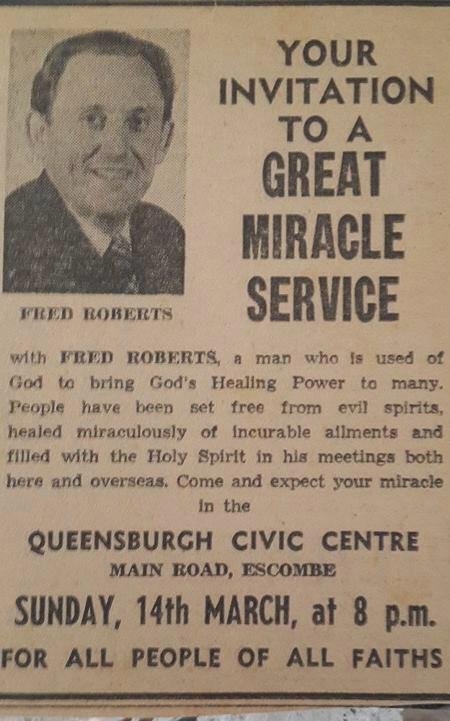 YOUR
INVITATION
TO A
GREAT
MIRACLE
SERVICE
FRED ROBERTS
with FRED ROBERTS, a man who is used of
God to bring God's Healing Power to many.
People have been set free from evil spirits,
healed miraculously of incurable ailments and
filled with the Holy Spirit in his meetings both
here and overseas. Come and expect your miracle
in the
QUEENSBURGH CIVIC CENTRE
MAIN ROAD, ESCOMBE
SUNDAY, 14th MARCH, at 8 p.m.
FOR ALL PEOPLE OF ALL FAITHS